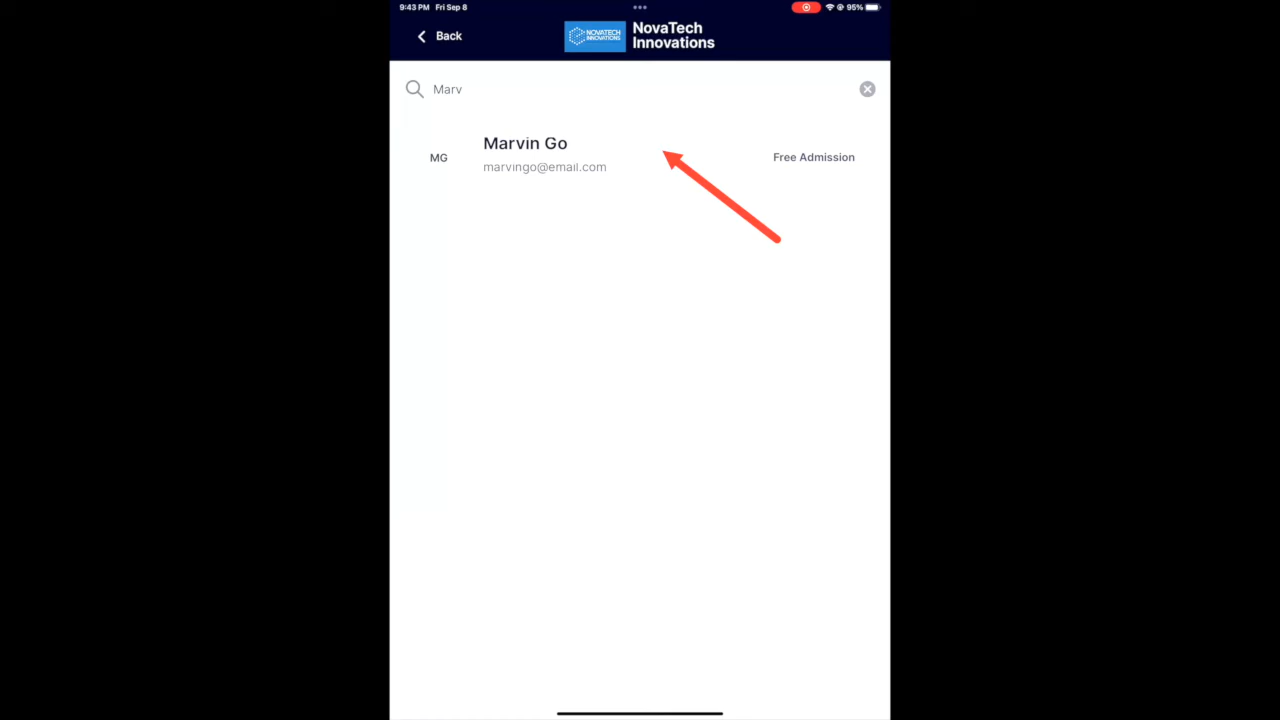 9:43 PM Fri Sep 8
95%
Back
NOVATECH
INNOVATIONS
NovaTech
Innovations
Marv
MG
Marvin Go
marvingo@email.com
Free Admission